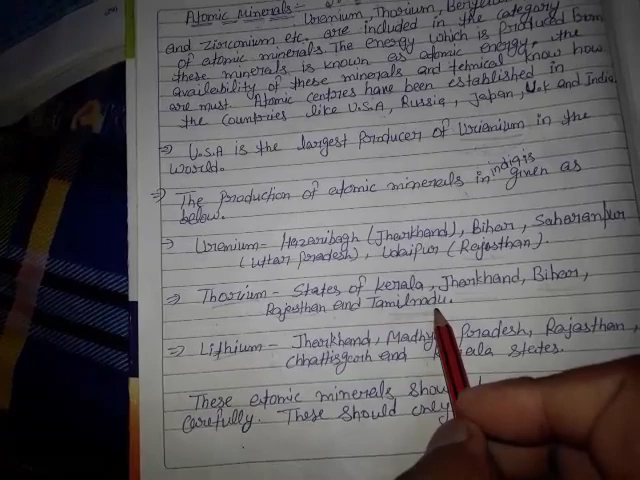 Atomic Minerals:- Uremium, Thorium,
and zirconium etc. are included in the category
of atomic minerals. The energy which is produced from
these minerals is known as atomic energy. the
availability of these minerals and tehnical know how
are must. Atomic centres have been established in
the countries like U.S.A, Russia, Japan, U.K and India
⇒ U.S.A is the largest producer of Urenium in the
world.
⇒ The production of atomic minerals in india is given as
below.
⇒ Urenium - Hazaribagh (Jharkhand), Bihar, Saharanpur
(Uttar pradesh), Udaipur (Rajasthan).
⇒ Thorium - States of kerala, Jharkhand, Bihar,
Rajasthan and Tamilnadu.
⇒ Lithium - Jharkhand, Madhya Pradesh, Rajasthan,
chhattisgarh and states.
These atomic minerals
carefully. These should only